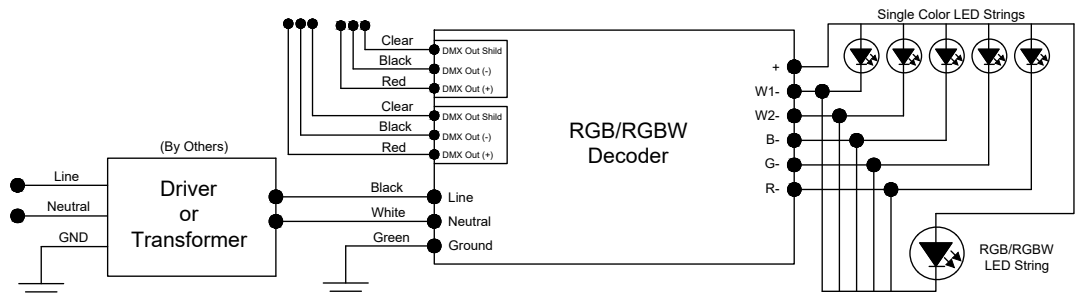 Single Color LED Strings
Clear
DMX Out Shild
Black
DMX Out (-)
Red
DMX Out (+)
Clear
DMX Out Shild
Black
DMX Out (-)
Red
DMX Out (+)
RGB/RGBW
Decoder
+
W1-
W2-
B-
G-
R-
(By Others)
Line
Neutral
GND
Driver
or
Transformer
Black
Line
White
Neutral
Green
Ground
RGB/RGBW
LED String